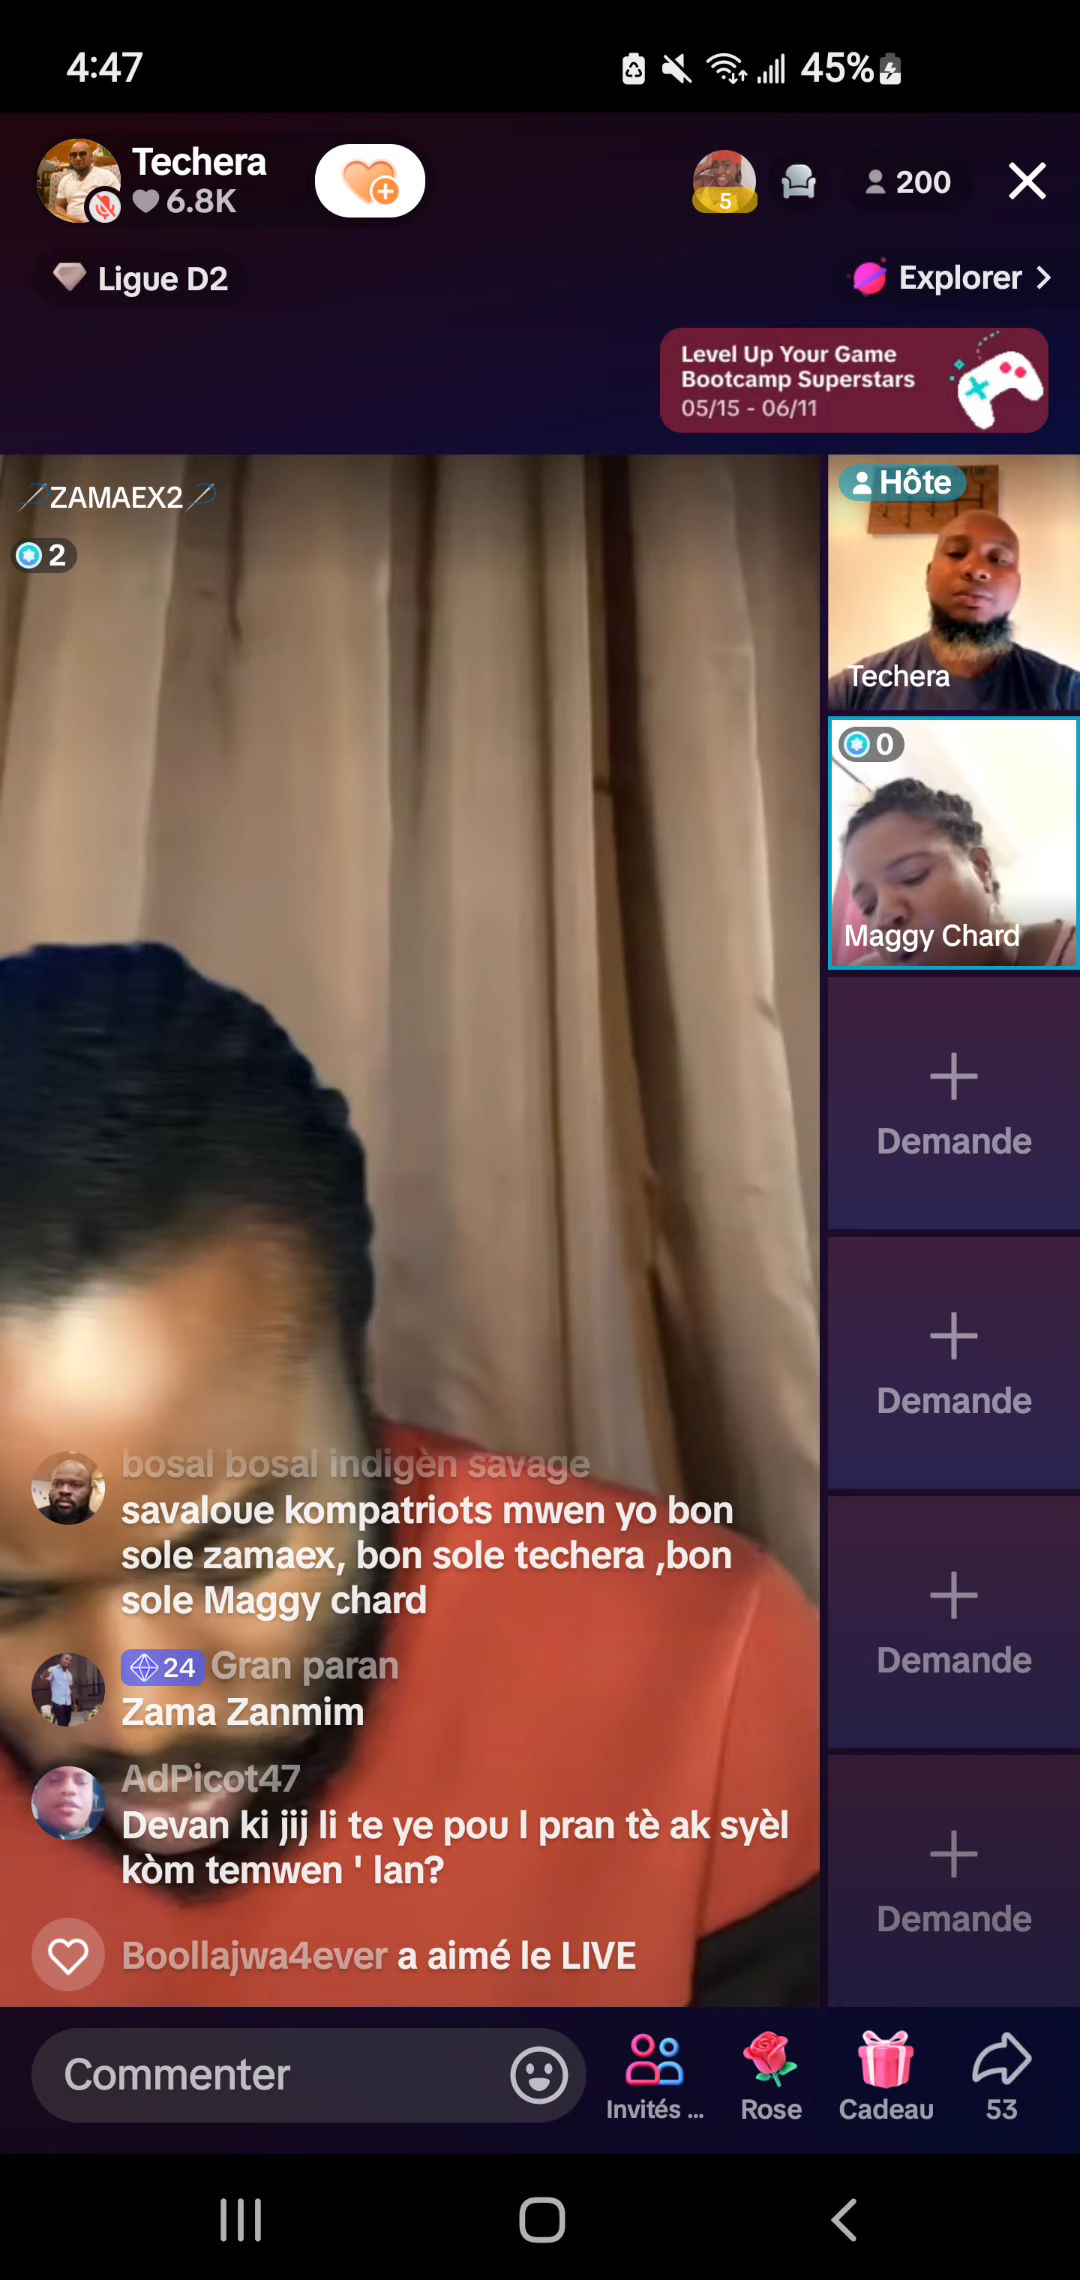 4:47
45%
Techera
6.8K
5
200
Ligue D2
Explorer
Level Up Your Game
Bootcamp Superstars
05/15 - 06/11
ZAMAEX2
2
Hôte
Techera
0
Maggy Chard
Demande
Demande
Demande
Demande
bosal bosal indigèn savage
savaloue kompatriots mwen yo bon
sole zamaex, bon sole techera ,bon
sole Maggy chard
24 Gran paran
Zama Zanmim
AdPicot47
Devan ki jij li te ye pou l pran tè ak syèl
kòm temwen ' lan?
Boollajwa4ever a aimé le LIVE
Commenter
Invités ...
Rose
Cadeau
53